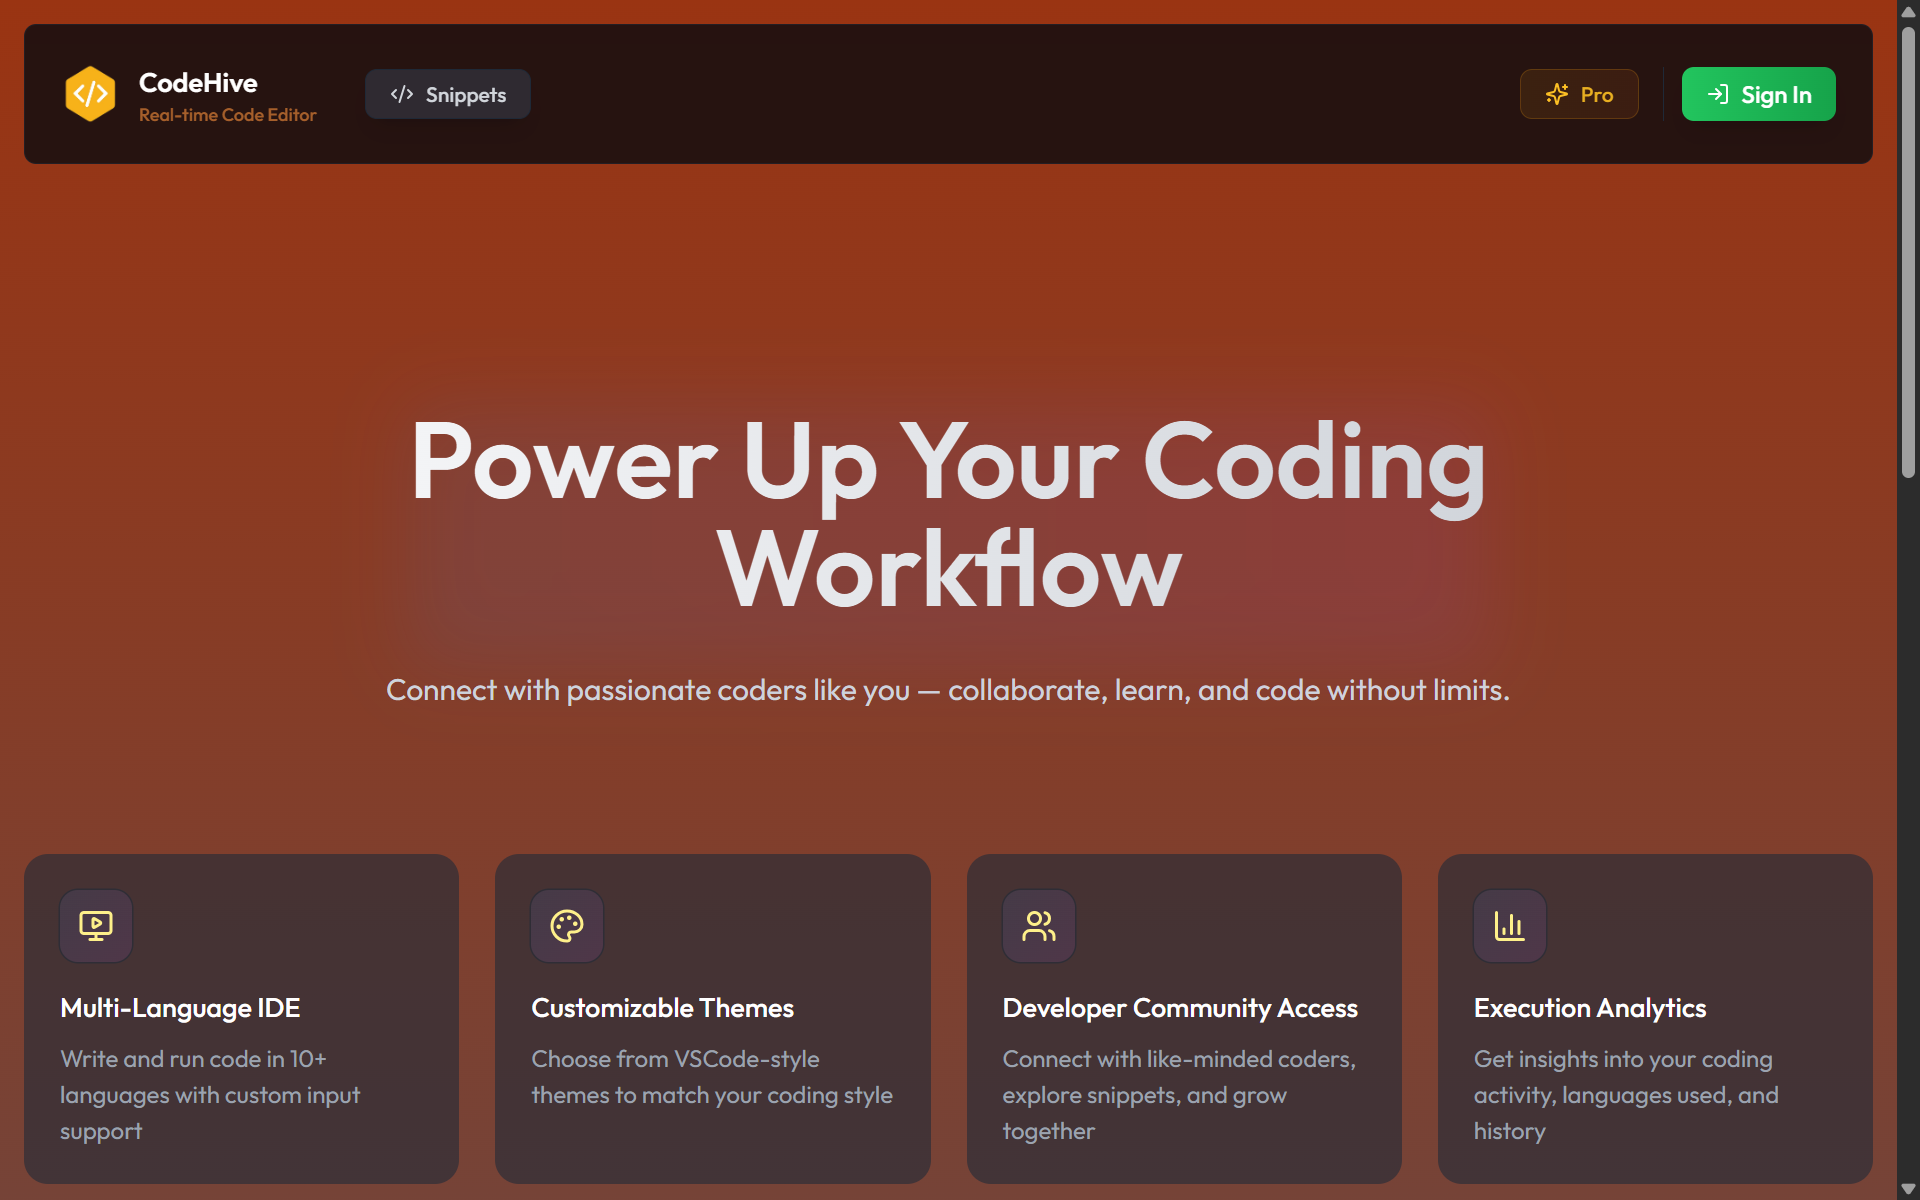 CodeHive
Real-time Code Editor
Snippets
Pro
Sign In
Power Up Your Coding
Workflow
Connect with passionate coders like you — collaborate, learn, and code without limits.
Multi-Language IDE
Write and run code in 10+
languages with custom input
support
Customizable Themes
Choose from VSCode-style
themes to match your coding style
Developer Community Access
Connect with like-minded coders,
explore snippets, and grow
together
Execution Analytics
Get insights into your coding
activity, languages used, and
history